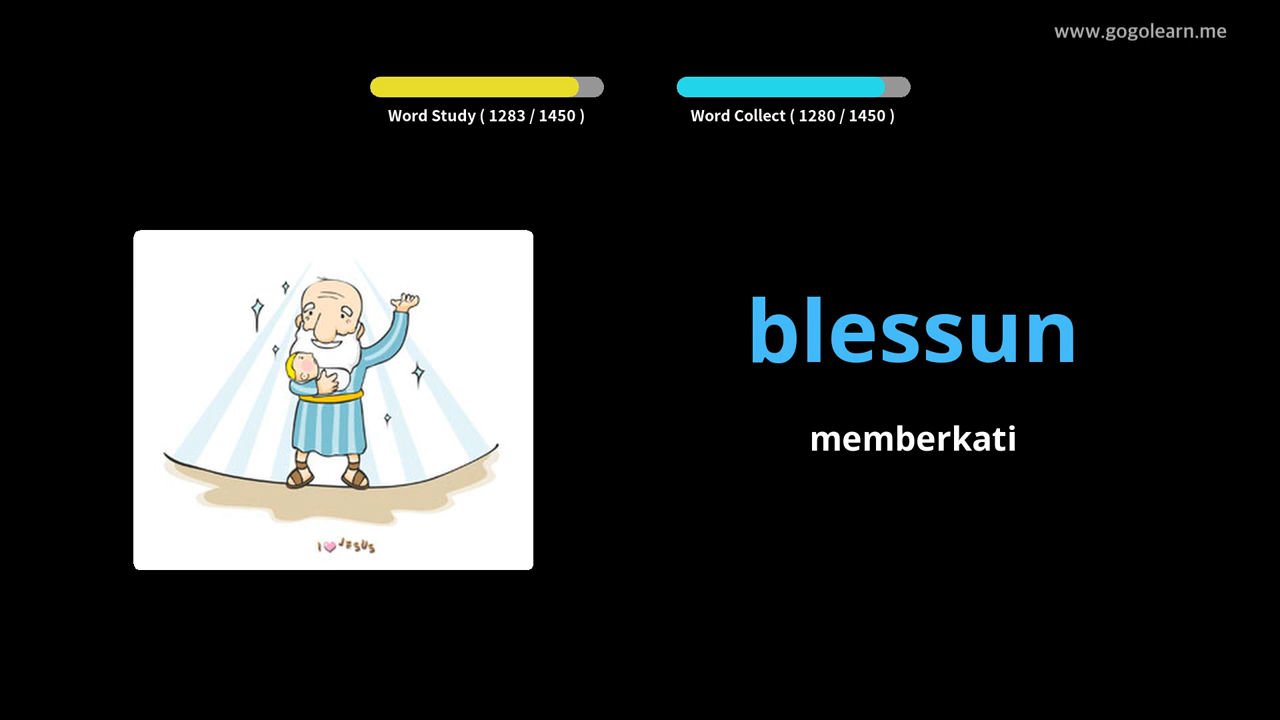 www.gogolearn.me
Word Study ( 1283 / 1450 )
Word Collect ( 1280 / 1450 )
blessun
memberkati
I JESUS